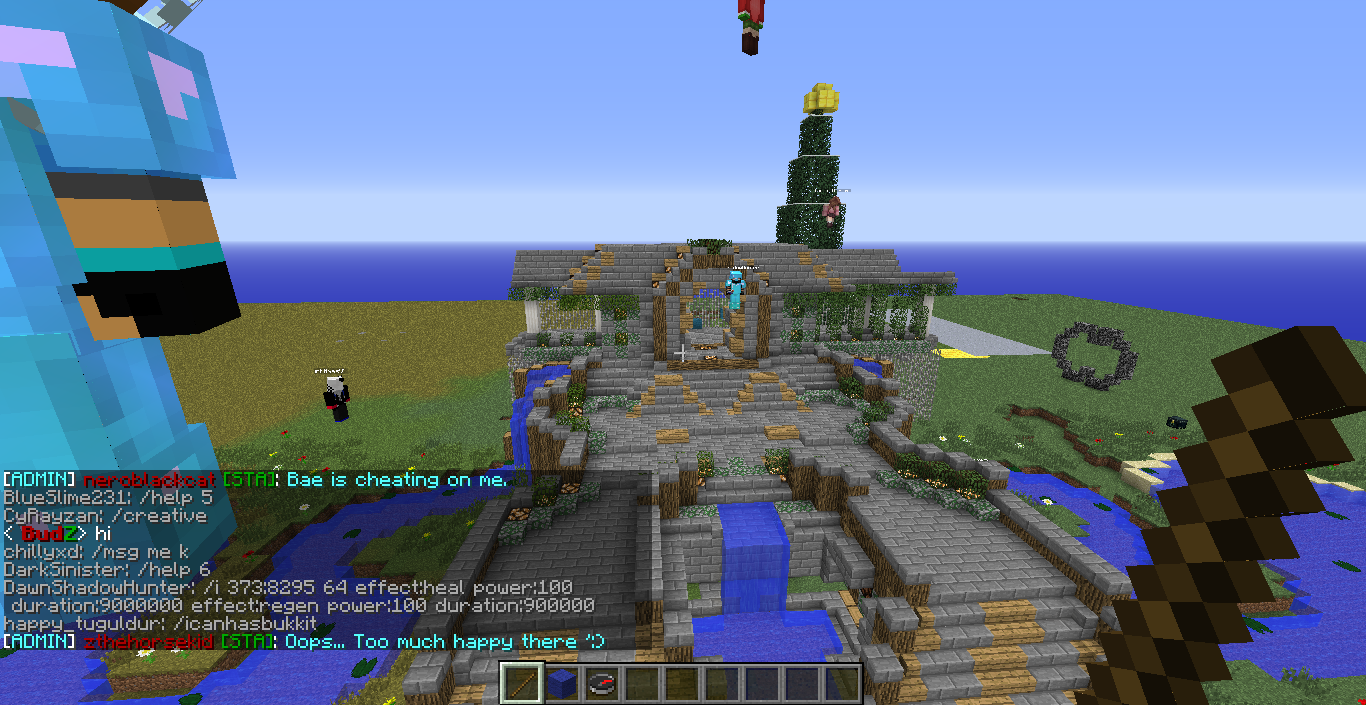 [ADMIN] neroblackcat [STA]: Bae is cheating on me.
BlueSlime231: /help 5
CyRayzan: /creative
< BudZ> hi
chillyxd: /msg me k
DarkSinister: /help 6
DawnShadowHunter: /i 373:8295 64 effect:heal power:100
duration:9000000 effect:regen power:100 duration:900000
happy_tuguldur: /icanhasbukkit
[ADMIN] zthehorsekid [STA]: Oops... Too much happy there ":)